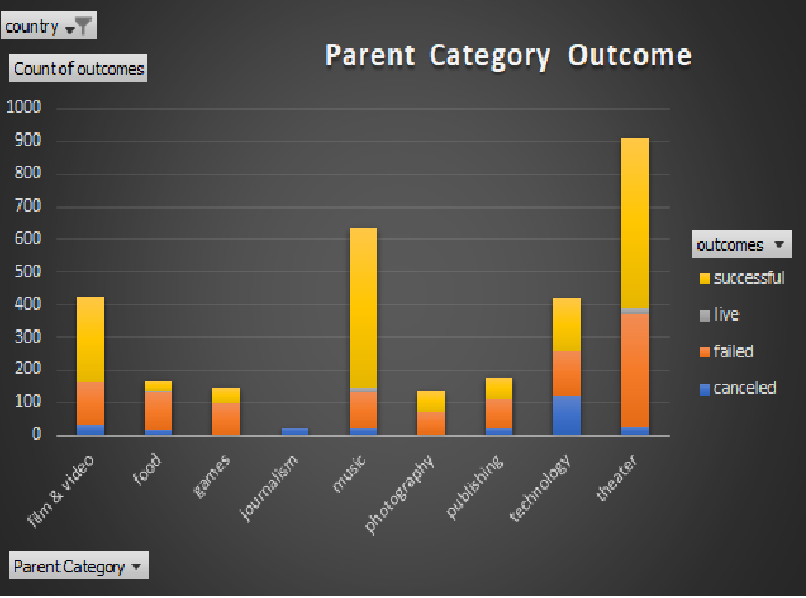 country
Parent Category Outcome
Count of outcomes
1000
900
800
700
600
500
400
300
200
100
0
film & video
food
games
journalism
music
photography
publishing
technology
theater
outcomes
successful
live
failed
canceled
Parent Category